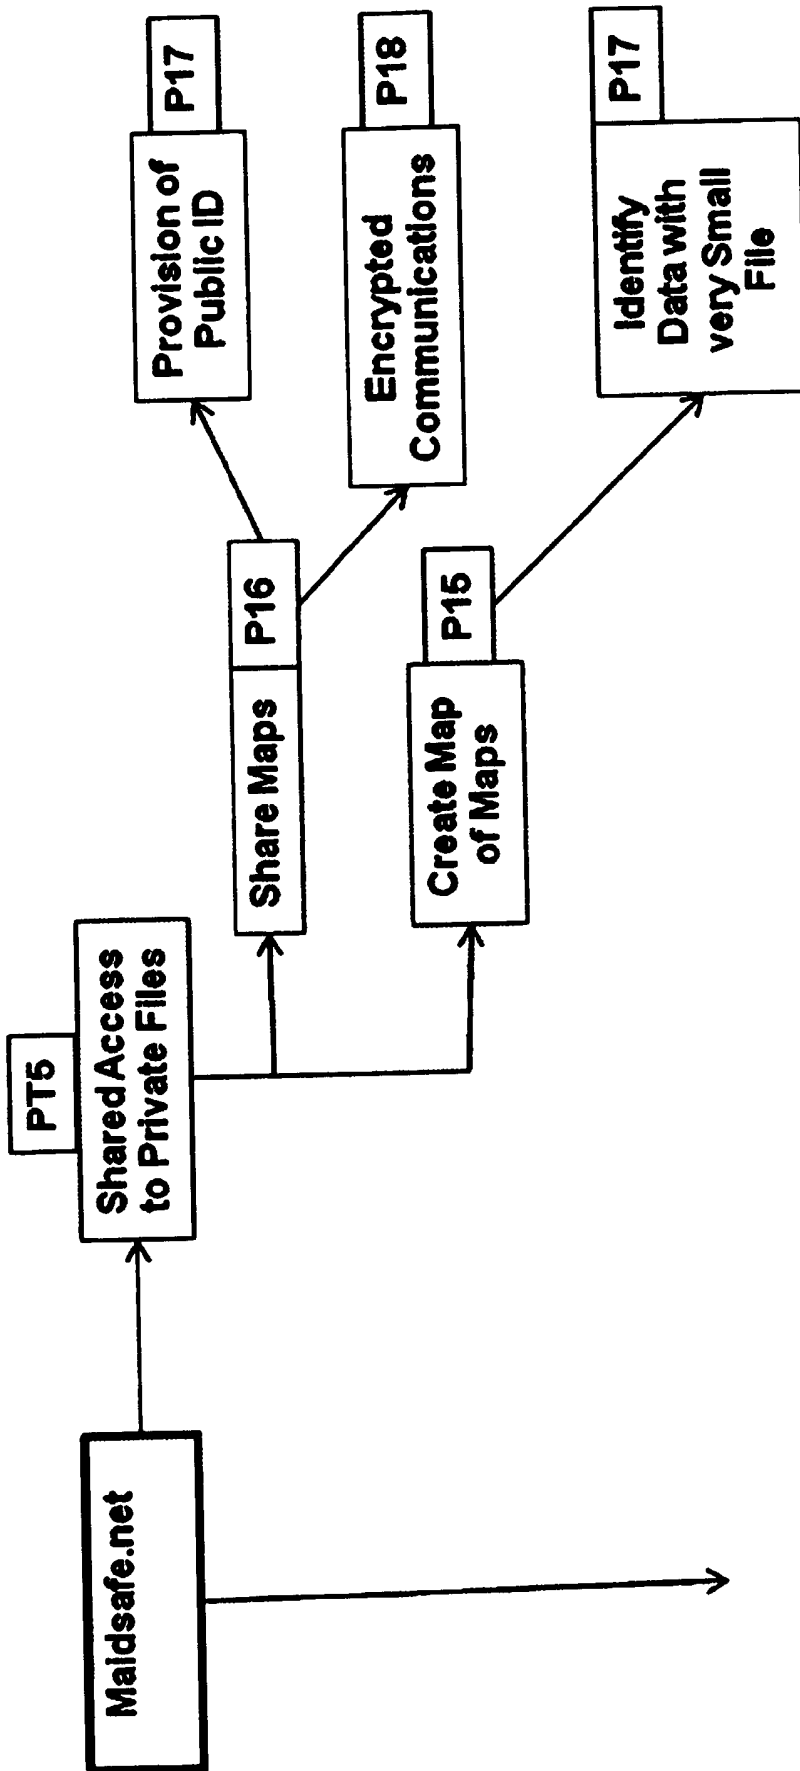 Maidsafe.net
PT5
Shared Access
to Private Files
Share Maps
P16
Create Map
of Maps
P15
Provision of
Public ID
P17
Encrypted
Communications
P18
Identify
Data with
very Small
File
P17